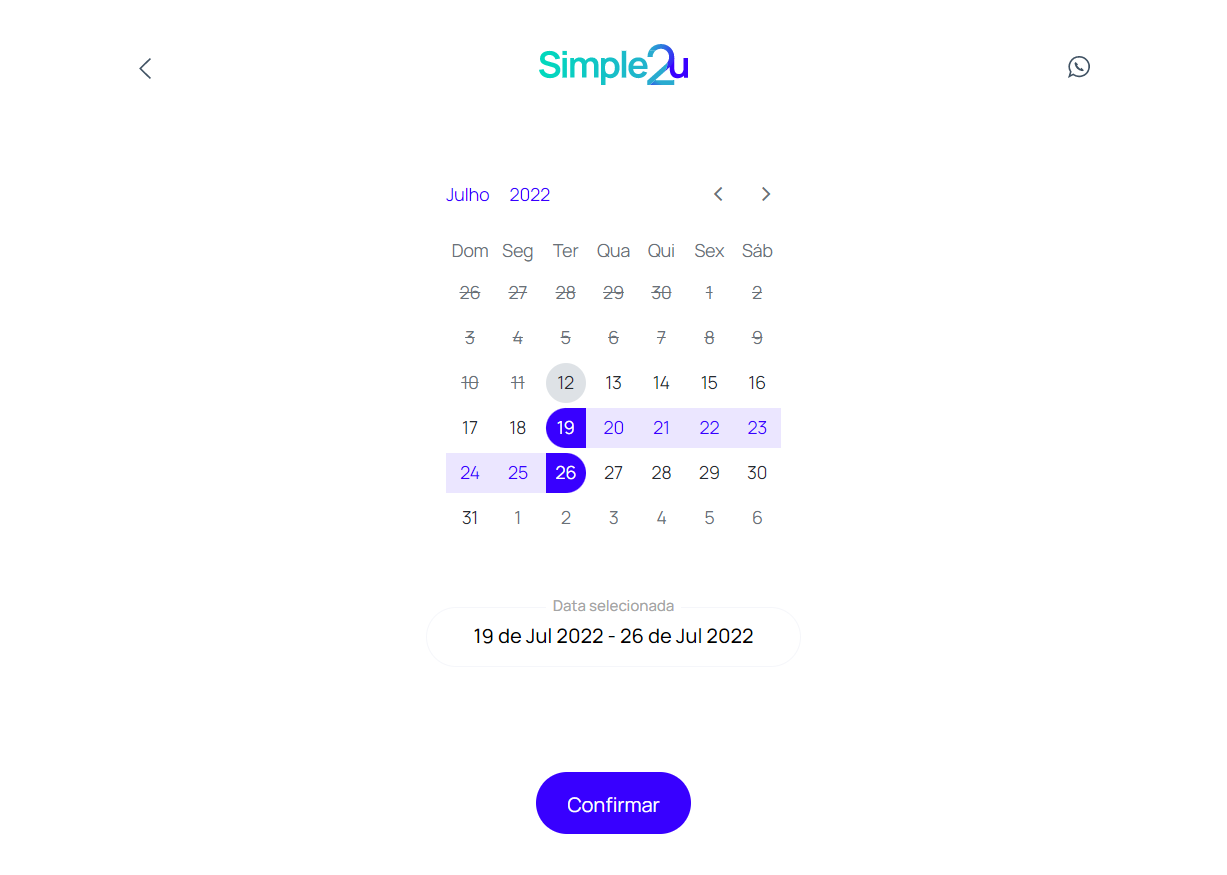 Simple2u
Julho 2022
Dom Seg Ter Qua Qui Sex Sáb
26 27 28 29 30 1 2
3 4 5 6 7 8 9
10 11 12 13 14 15 16
17 18 19 20 21 22 23
24 25 26 27 28 29 30
31 1 2 3 4 5 6
Data selecionada
19 de Jul 2022 - 26 de Jul 2022
Confirmar